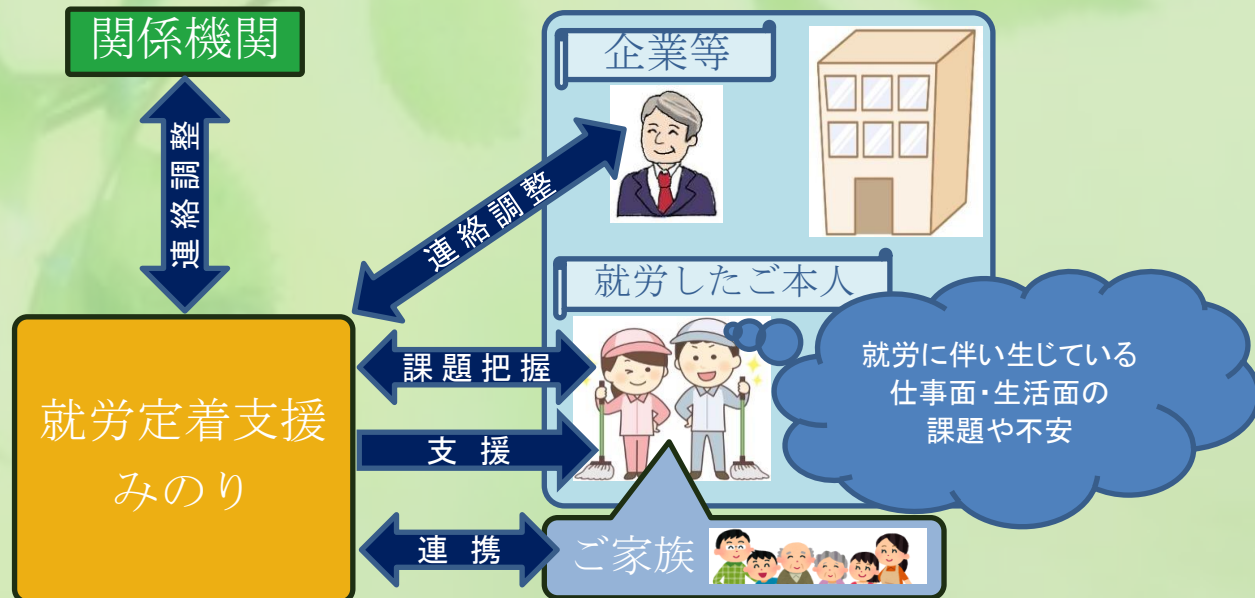 関係機関
企業等
連絡調整
連絡調整
就労したご本人
就労に伴い生じている
仕事面・生活面の
課題や不安
課題把握
就労定着支援
みのり
支援
連携
ご家族